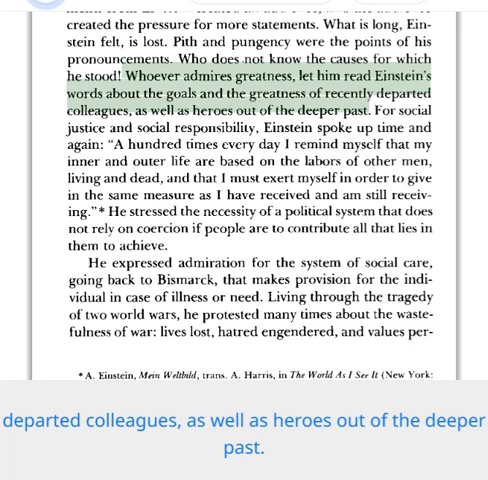 created the pressure for more statements. What is long, Ein-
stein felt, is lost. Pith and pungency were the points of his
pronouncements. Who does not know the causes for which
he stood! Whoever admires greatness, let him read Einstein's
words about the goals and the greatness of recently departed
colleagues, as well as heroes out of the deeper past. For social
justice and social responsibility, Einstein spoke up time and
again: “A hundred times every day I remind myself that my
inner and outer life are based on the labors of other men,
living and dead, and that I must exert myself in order to give
in the same measure as I have received and am still receiv-
ing.”* He stressed the necessity of a political system that does
not rely on coercion if people are to contribute all that lies in
them to achieve.
He expressed admiration for the system of social care,
going back to Bismarck, that makes provision for the indi-
vidual in case of illness or need. Living through the tragedy
of two world wars, he protested many times about the waste-
fulness of war: lives lost, hatred engendered, and values per-
* A. Einstein, Mein Weltbild, trans. A. Harris, in The World As I See It (New York:
departed colleagues, as well as heroes out of the deeper
past.